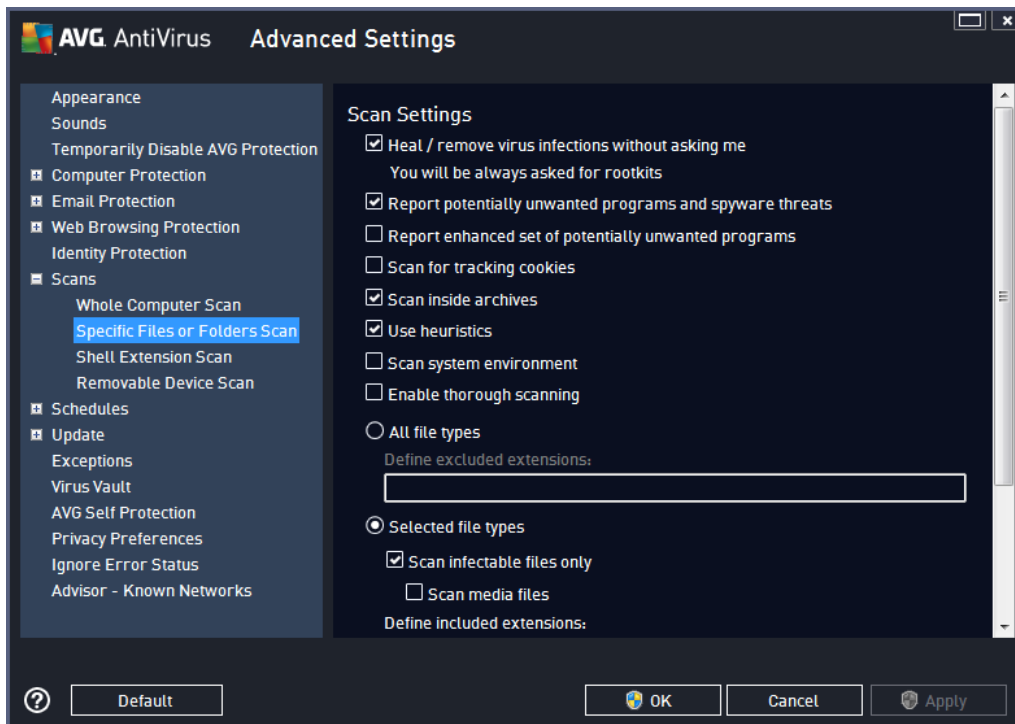 AVG AntiVirus Advanced Settings
Appearance
Sounds
Temporarily Disable AVG Protection
Computer Protection
Email Protection
Web Browsing Protection
Identity Protection
Scans
Whole Computer Scan
Specific Files or Folders Scan
Shell Extension Scan
Removable Device Scan
Schedules
Update
Exceptions
Virus Vault
AVG Self Protection
Privacy Preferences
Ignore Error Status
Advisor - Known Networks
Scan Settings
Heal / remove virus infections without asking me
You will be always asked for rootkits
Report potentially unwanted programs and spyware threats
Report enhanced set of potentially unwanted programs
Scan for tracking cookies
Scan inside archives
Use heuristics
Scan system environment
Enable thorough scanning
All file types
Define excluded extensions:
Selected file types
Scan infectable files only
Scan media files
Define included extensions:
? Default OK Cancel Apply